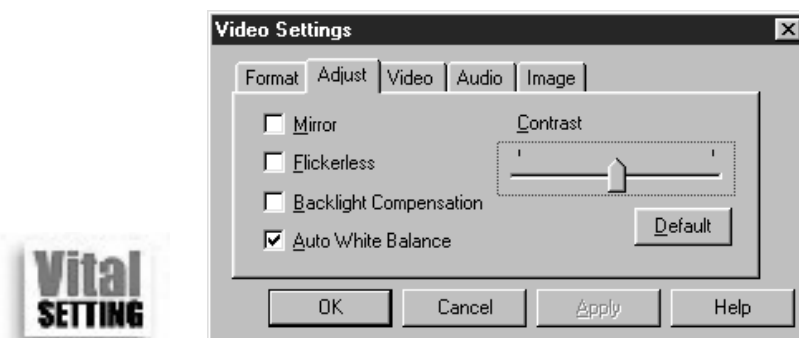 Video Settings
Format Adjust Video Audio Image
Mirror
Contrast
Flickerless
Backlight Compensation
Auto White Balance
Default
OK Cancel Apply Help
Vital
SETTING